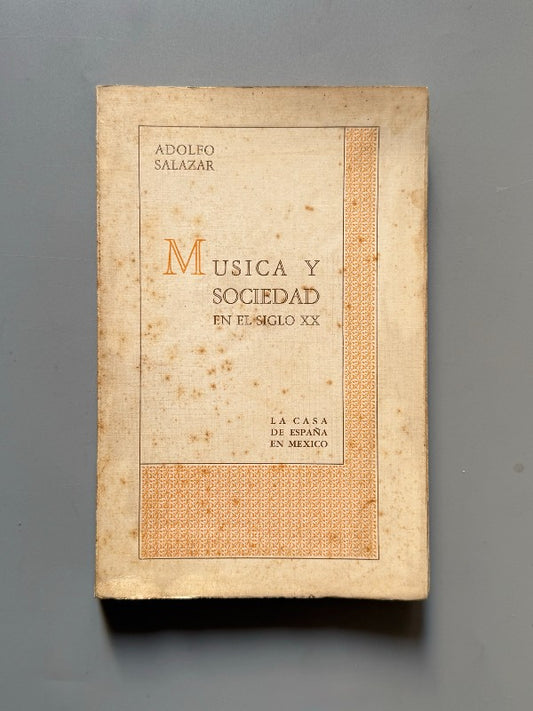 ADOLFO
SALAZAR
MUSICA Y
SOCIEDAD
EN EL SIGLO XX
LA CASA
DE ESPAÑA
EN MEXICO